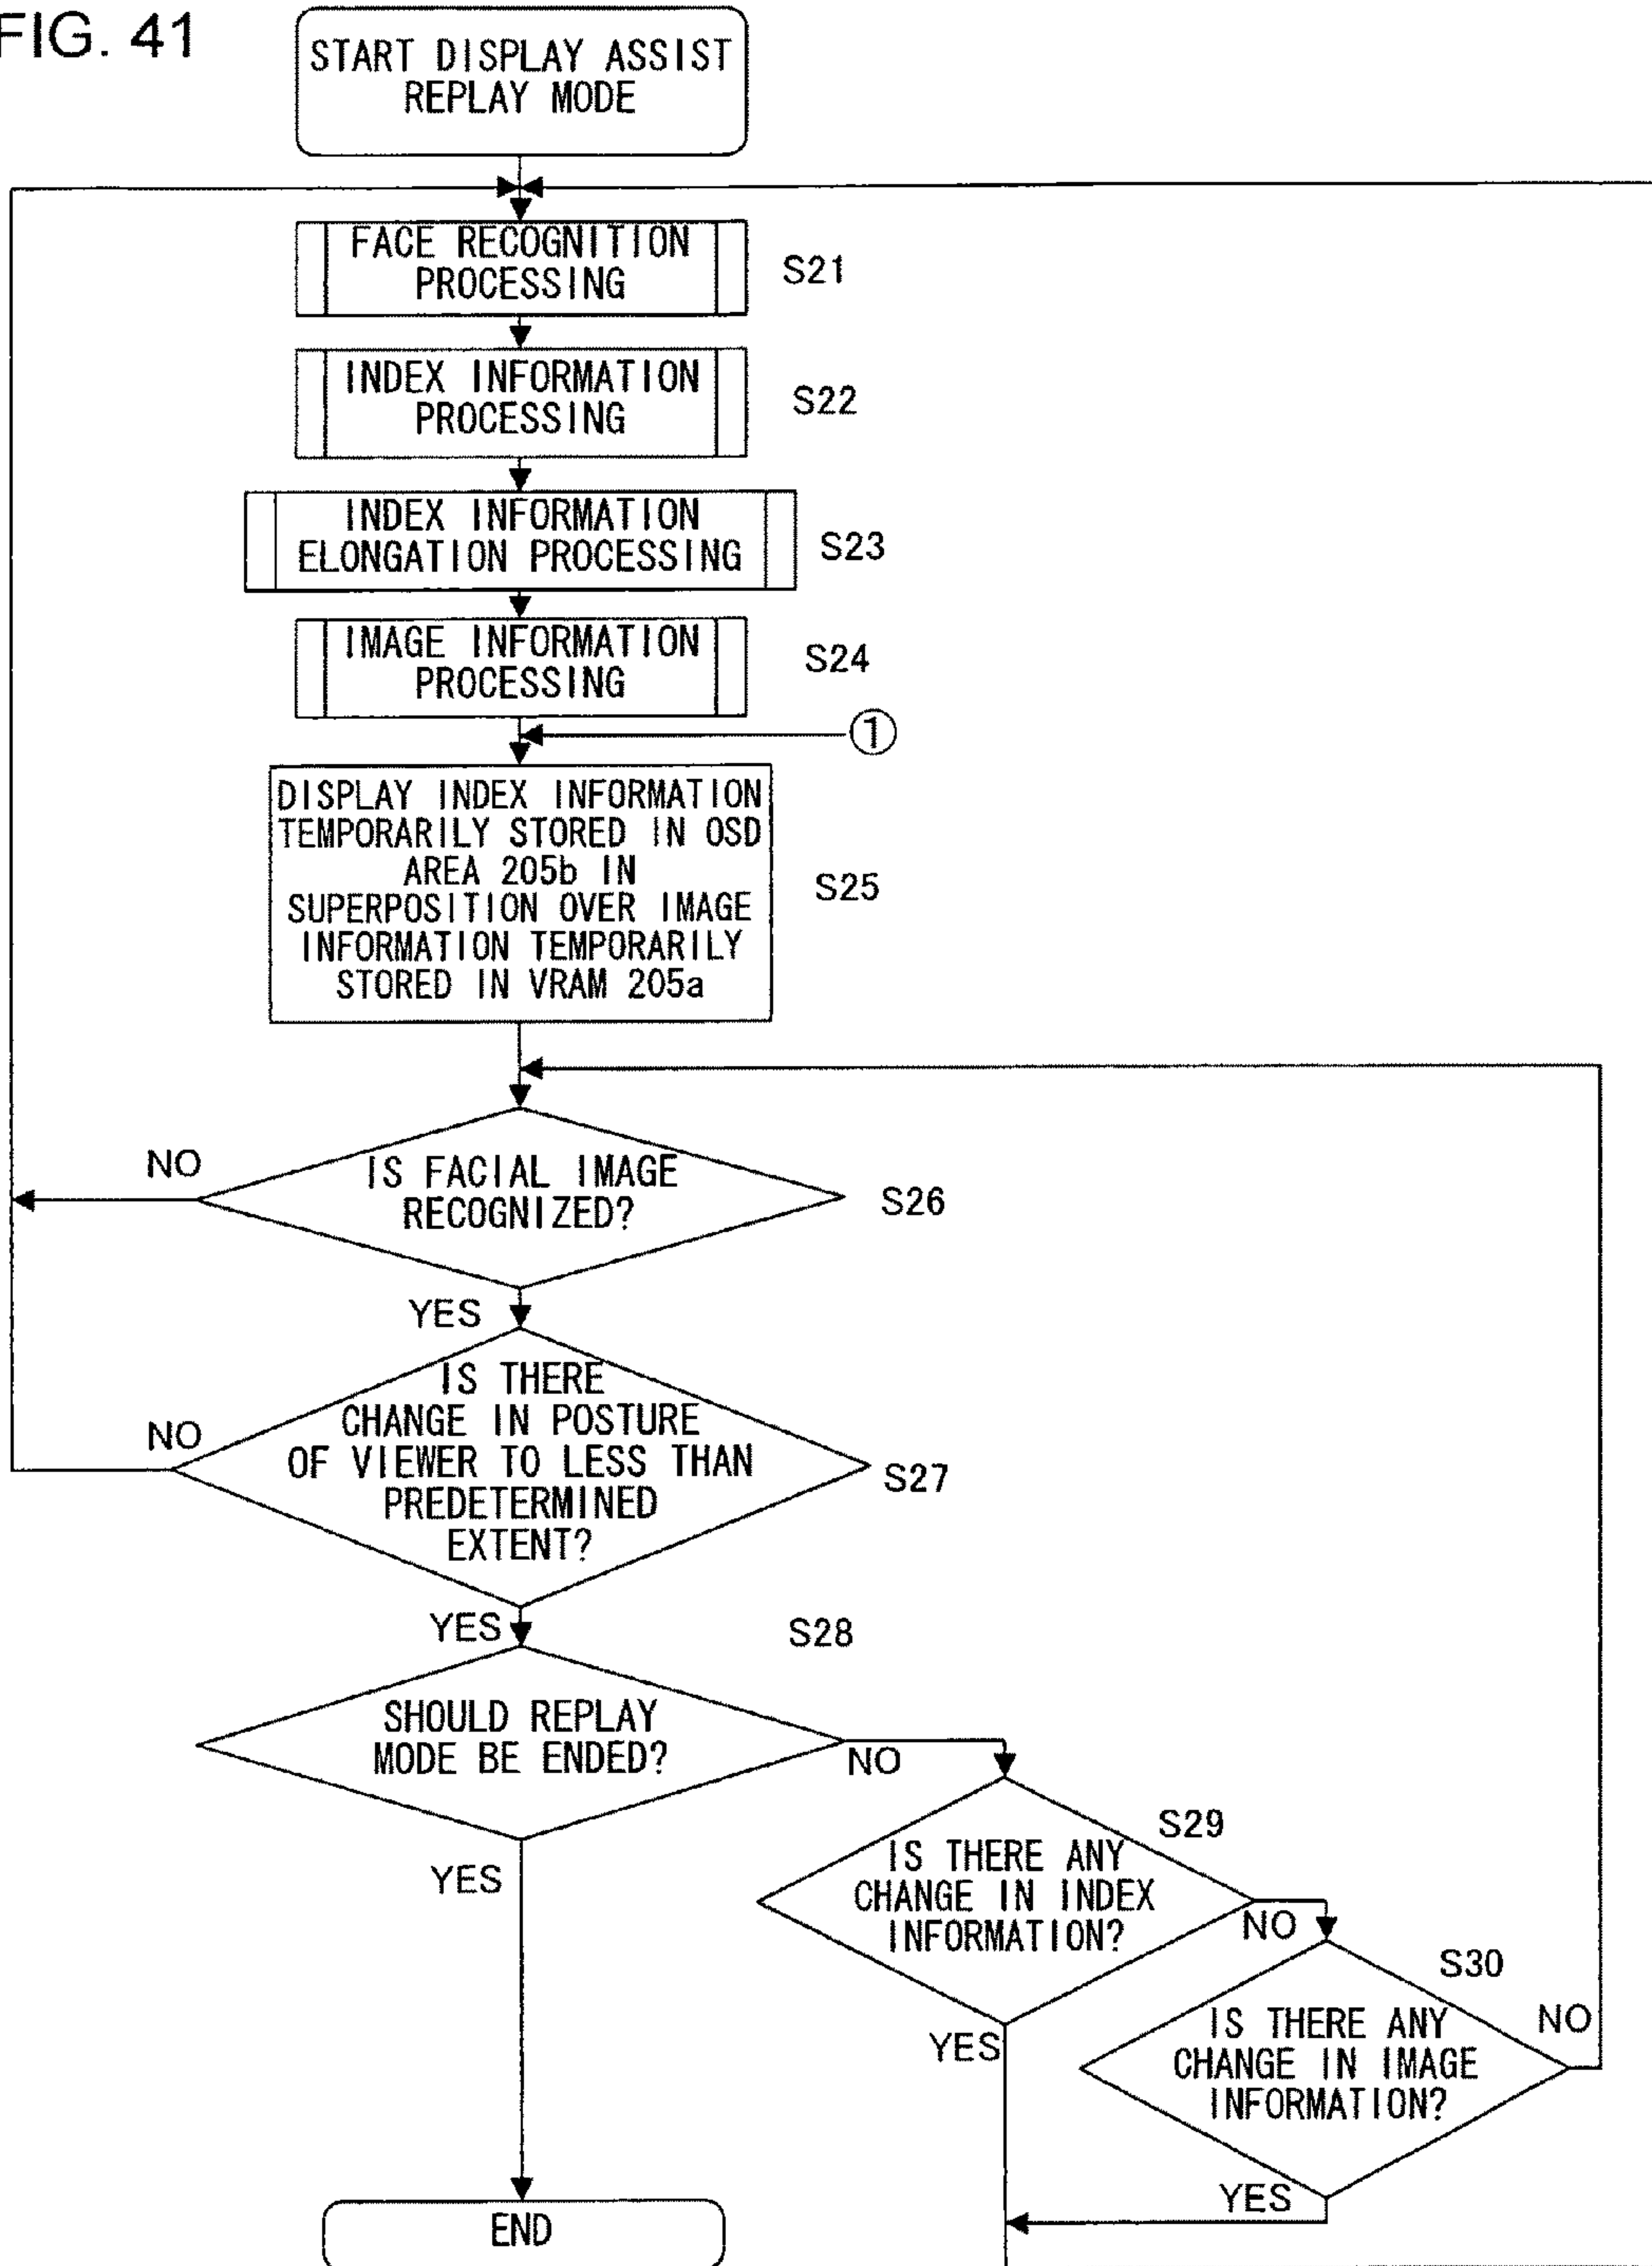 FIG. 41
START DISPLAY ASSIST
REPLAY MODE
FACE RECOGNITION
PROCESSING
S21
INDEX INFORMATION
PROCESSING
S22
INDEX INFORMATION
ELONGATION PROCESSING
S23
IMAGE INFORMATION
PROCESSING
S24
①
DISPLAY INDEX INFORMATION
TEMPORARILY STORED IN OSD
AREA 205b IN
SUPERPOSITION OVER IMAGE
INFORMATION TEMPORARILY
STORED IN VRAM 205a
S25
NO
IS FACIAL IMAGE
RECOGNIZED?
S26
YES
IS THERE
CHANGE IN POSTURE
OF VIEWER TO LESS THAN
PREDETERMINED
EXTENT?
NO
S27
YES
S28
SHOULD REPLAY
MODE BE ENDED?
NO
YES
S29
IS THERE ANY
CHANGE IN INDEX
INFORMATION?
NO
YES
S30
IS THERE ANY
CHANGE IN IMAGE
INFORMATION?
NO
YES
END